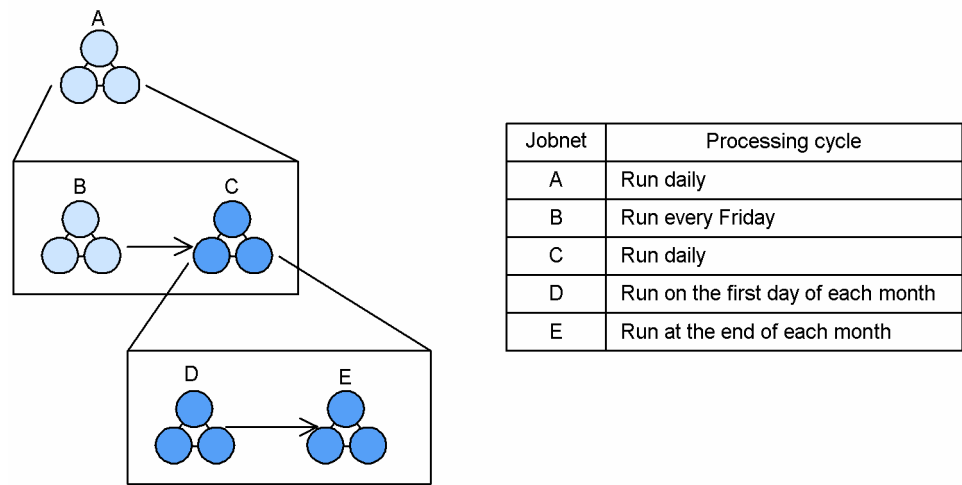 A
B
C
D
E
Jobnet Processing cycle
A Run daily
B Run every Friday
C Run daily
D Run on the first day of each month
E Run at the end of each month